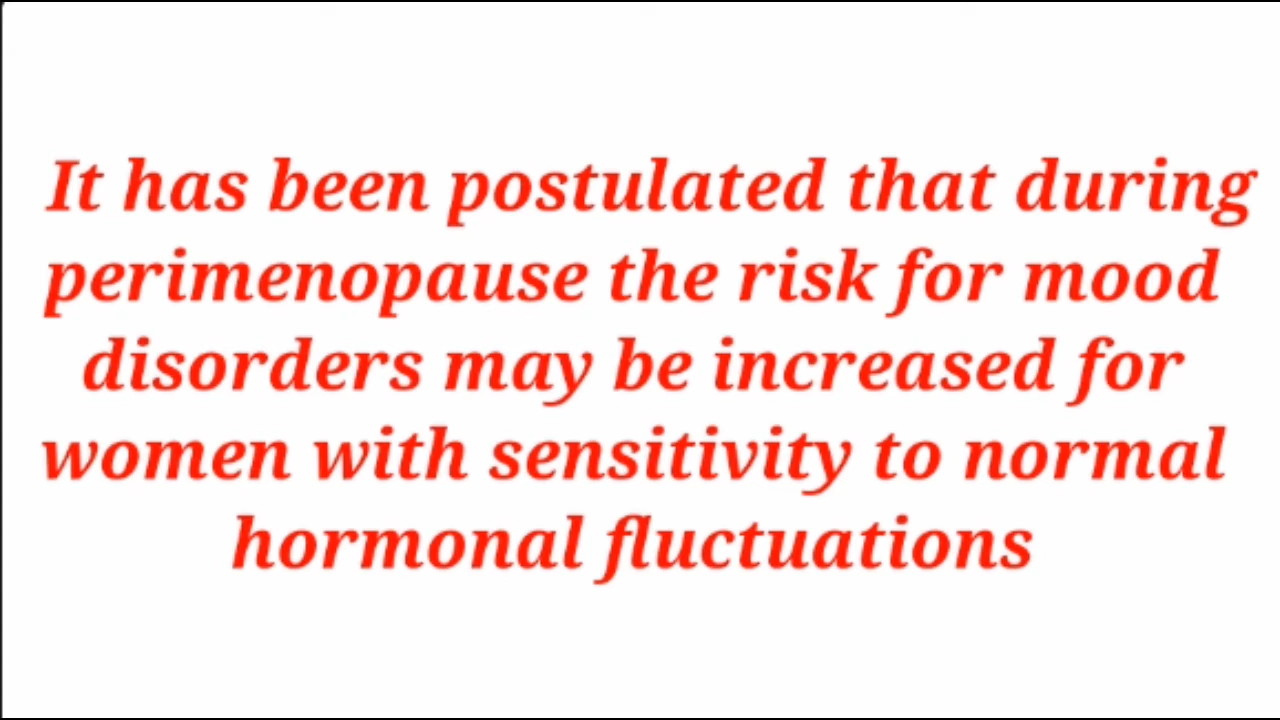 It has been postulated that during
perimenopause the risk for mood
disorders may be increased for
women with sensitivity to normal
hormonal fluctuations